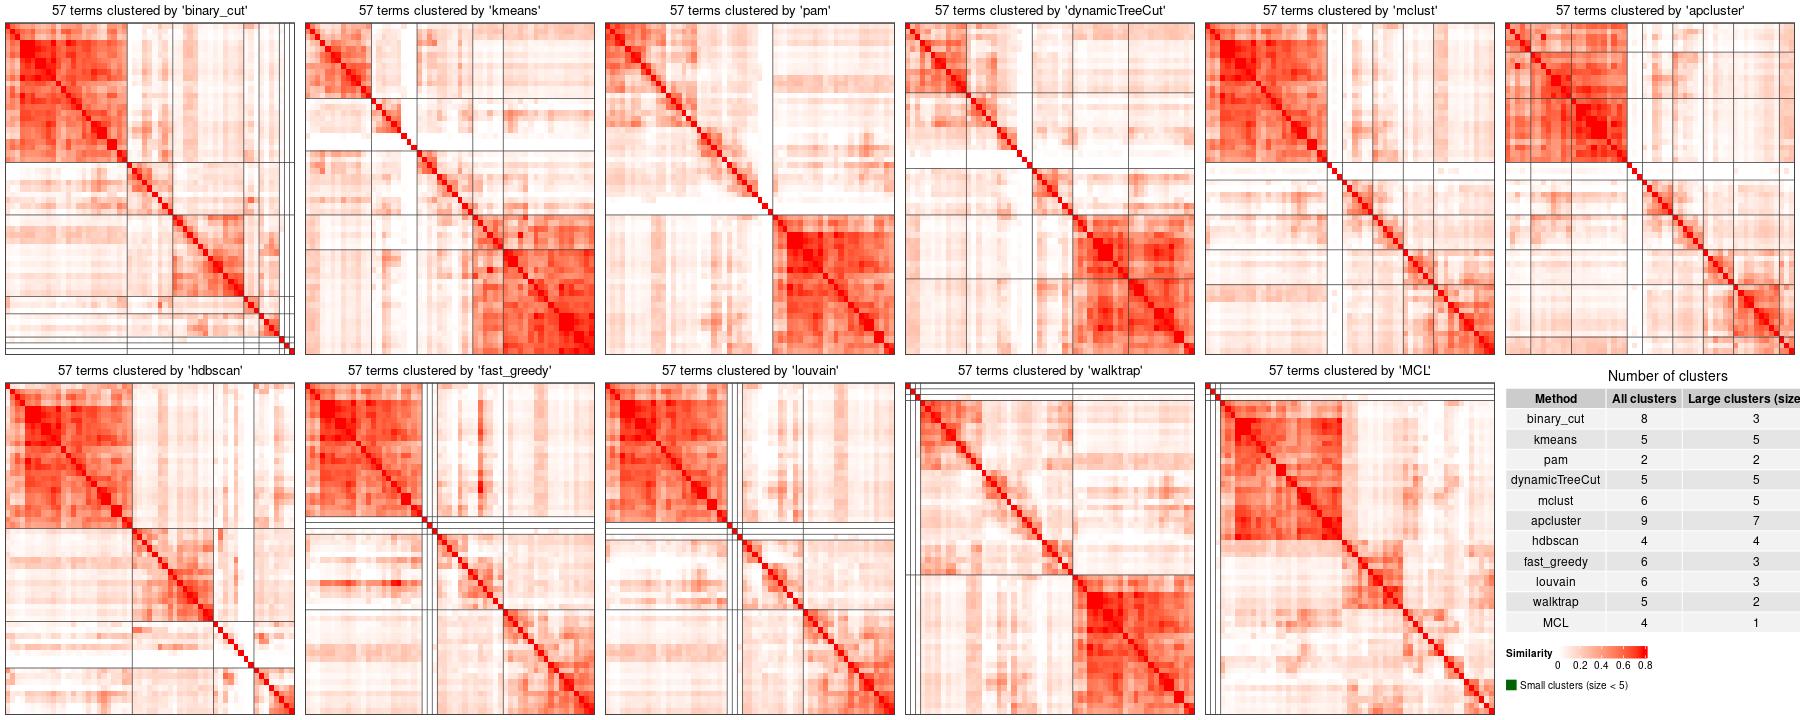 57 terms clustered by 'binary_cut'
57 terms clustered by 'kmeans'
57 terms clustered by 'pam'
57 terms clustered by 'dynamicTreeCut'
57 terms clustered by 'mclust'
57 terms clustered by 'apcluster'
57 terms clustered by 'hdbscan'
57 terms clustered by 'fast_greedy'
57 terms clustered by 'louvain'
57 terms clustered by 'walktrap'
57 terms clustered by 'MCL'
Number of clusters
Method All clusters Large clusters (size
binary_cut 8 3
kmeans 5 5
pam 2 2
dynamicTreeCut 5 5
mclust 6 5
apcluster 9 7
hdbscan 4 4
fast_greedy 6 3
louvain 6 3
walktrap 5 2
MCL 4 1
Similarity
0 0.2 0.4 0.6 0.8
Small clusters (size < 5)